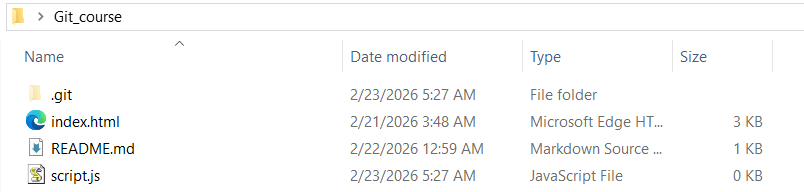 Git_course
Name Date modified Type Size
.git 2/23/2026 5:27 AM File folder
index.html 2/21/2026 3:48 AM Microsoft Edge HT... 3 KB
README.md 2/22/2026 12:59 AM Markdown Source ... 1 KB
script.js 2/23/2026 5:27 AM JavaScript File 0 KB